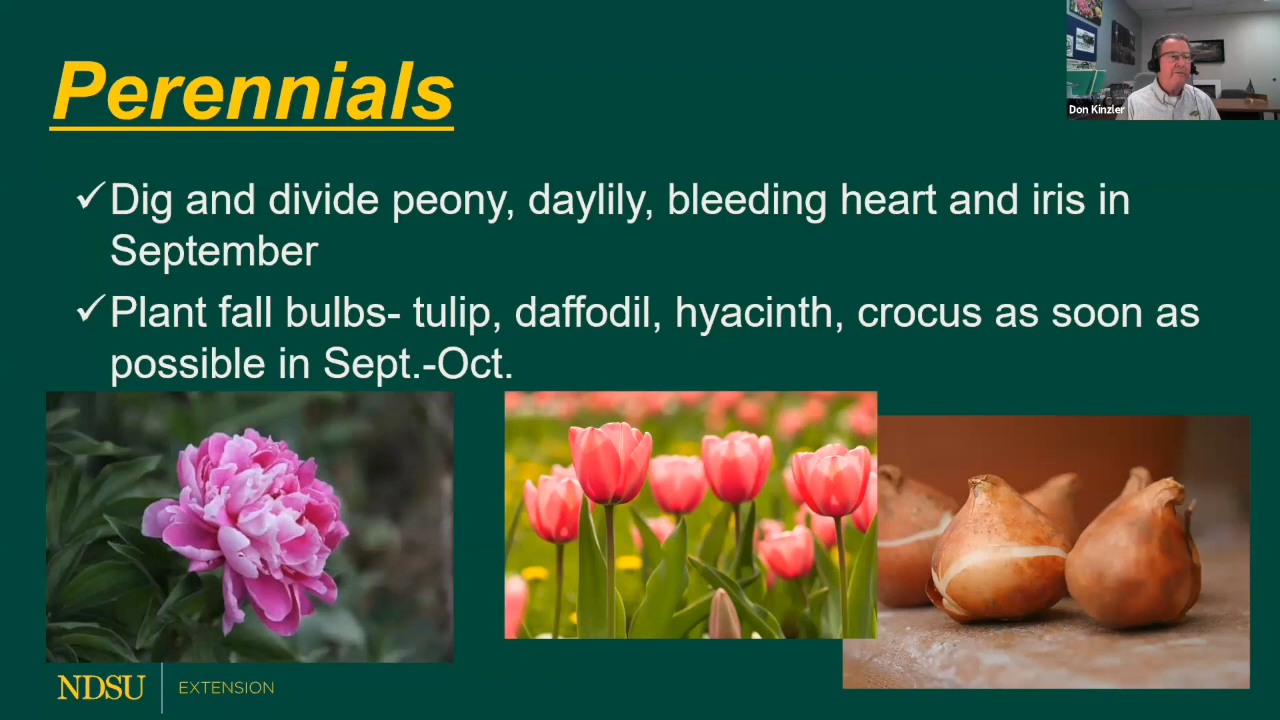 Perennials
Don Kinzler
✓Dig and divide peony, daylily, bleeding heart and iris in
September
✓Plant fall bulbs- tulip, daffodil, hyacinth, crocus as soon as
possible in Sept.-Oct.
NDSU EXTENSION